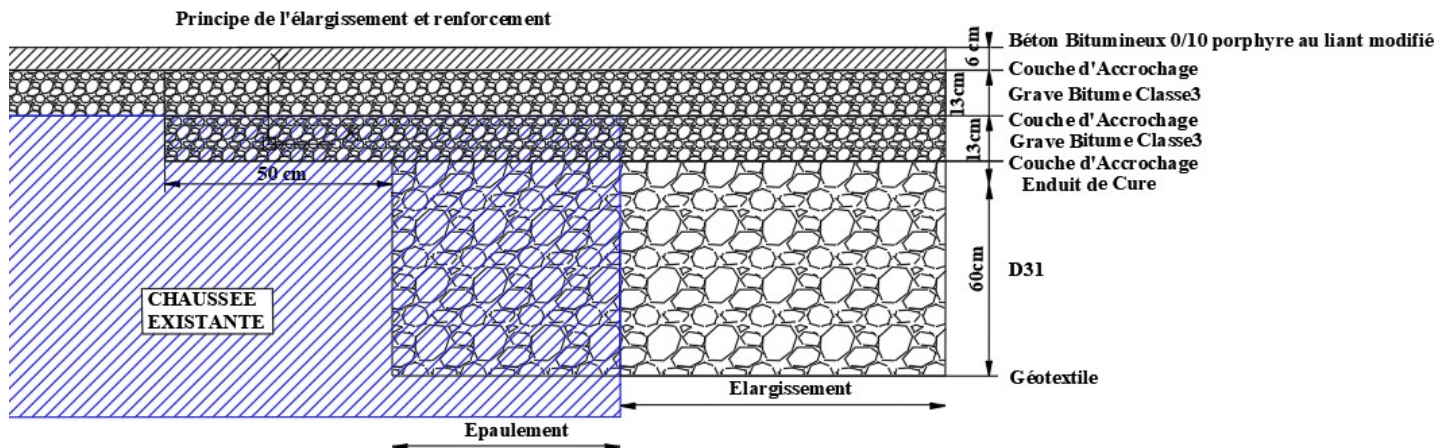 Principe de l'élargissement et renforcement
6 cm
Béton Bitumineux 0/10 porphyre au liant modifié
Couche d'Accrochage
13cm
Grave Bitume Classe3
Couche d'Accrochage
13cm
Grave Bitume Classe3
Couche d'Accrochage
50 cm
Enduit de Cure
60cm
D31
CHAUSSEE
EXISTANTE
Géotextile
Elargissement
Epaulement